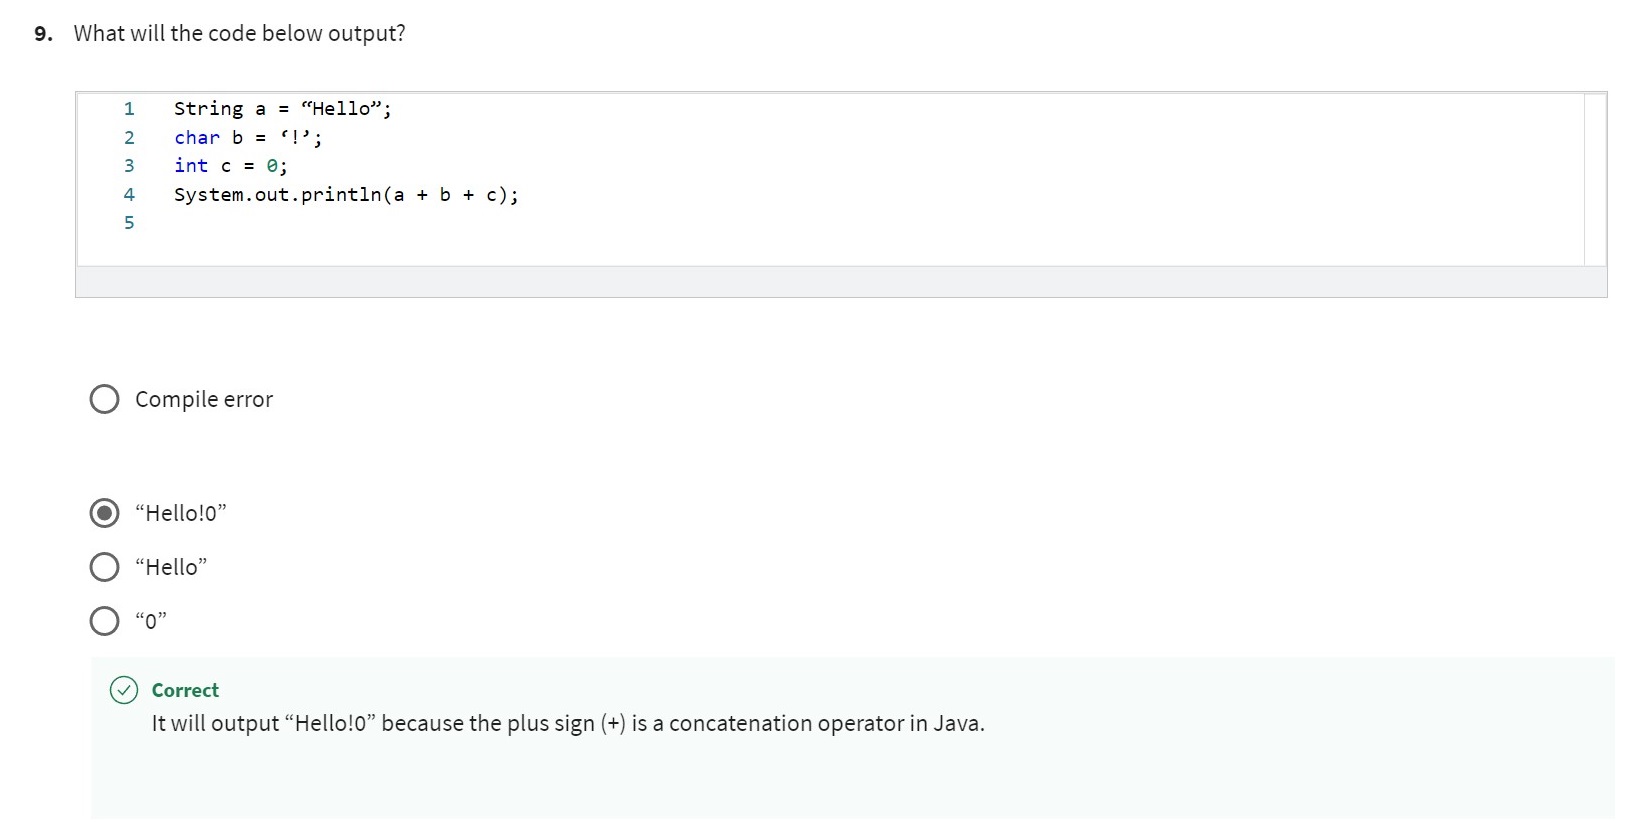 9. What will the code below output?
1 String a = “Hello”;
2 char b = ‘!’;
3 int c = 0;
4 System.out.println(a + b + c);
5
Compile error
“Hello!0”
“Hello”
“0”
Correct
It will output “Hello!0” because the plus sign (+) is a concatenation operator in Java.